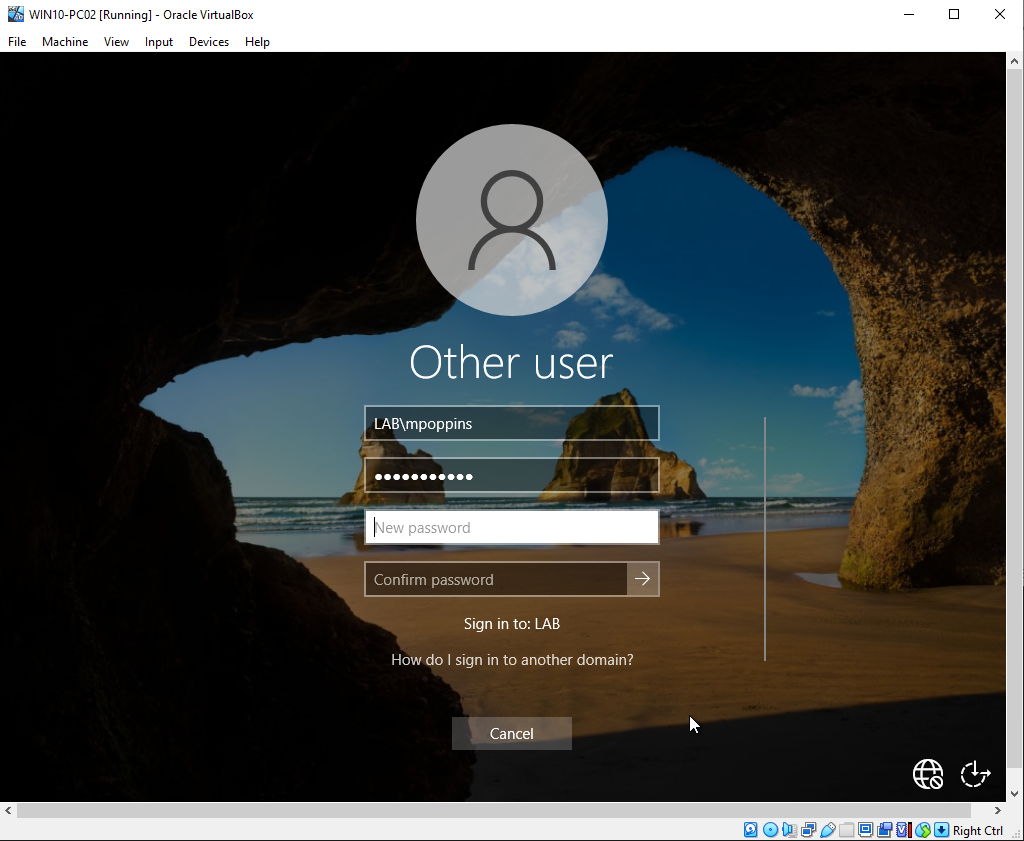 WIN10-PC02 [Running] - Oracle VirtualBox
File Machine View Input Devices Help
Other user
LAB\mpoppins
New password
Confirm password
Sign in to: LAB
How do I sign in to another domain?
Cancel
Right Ctrl